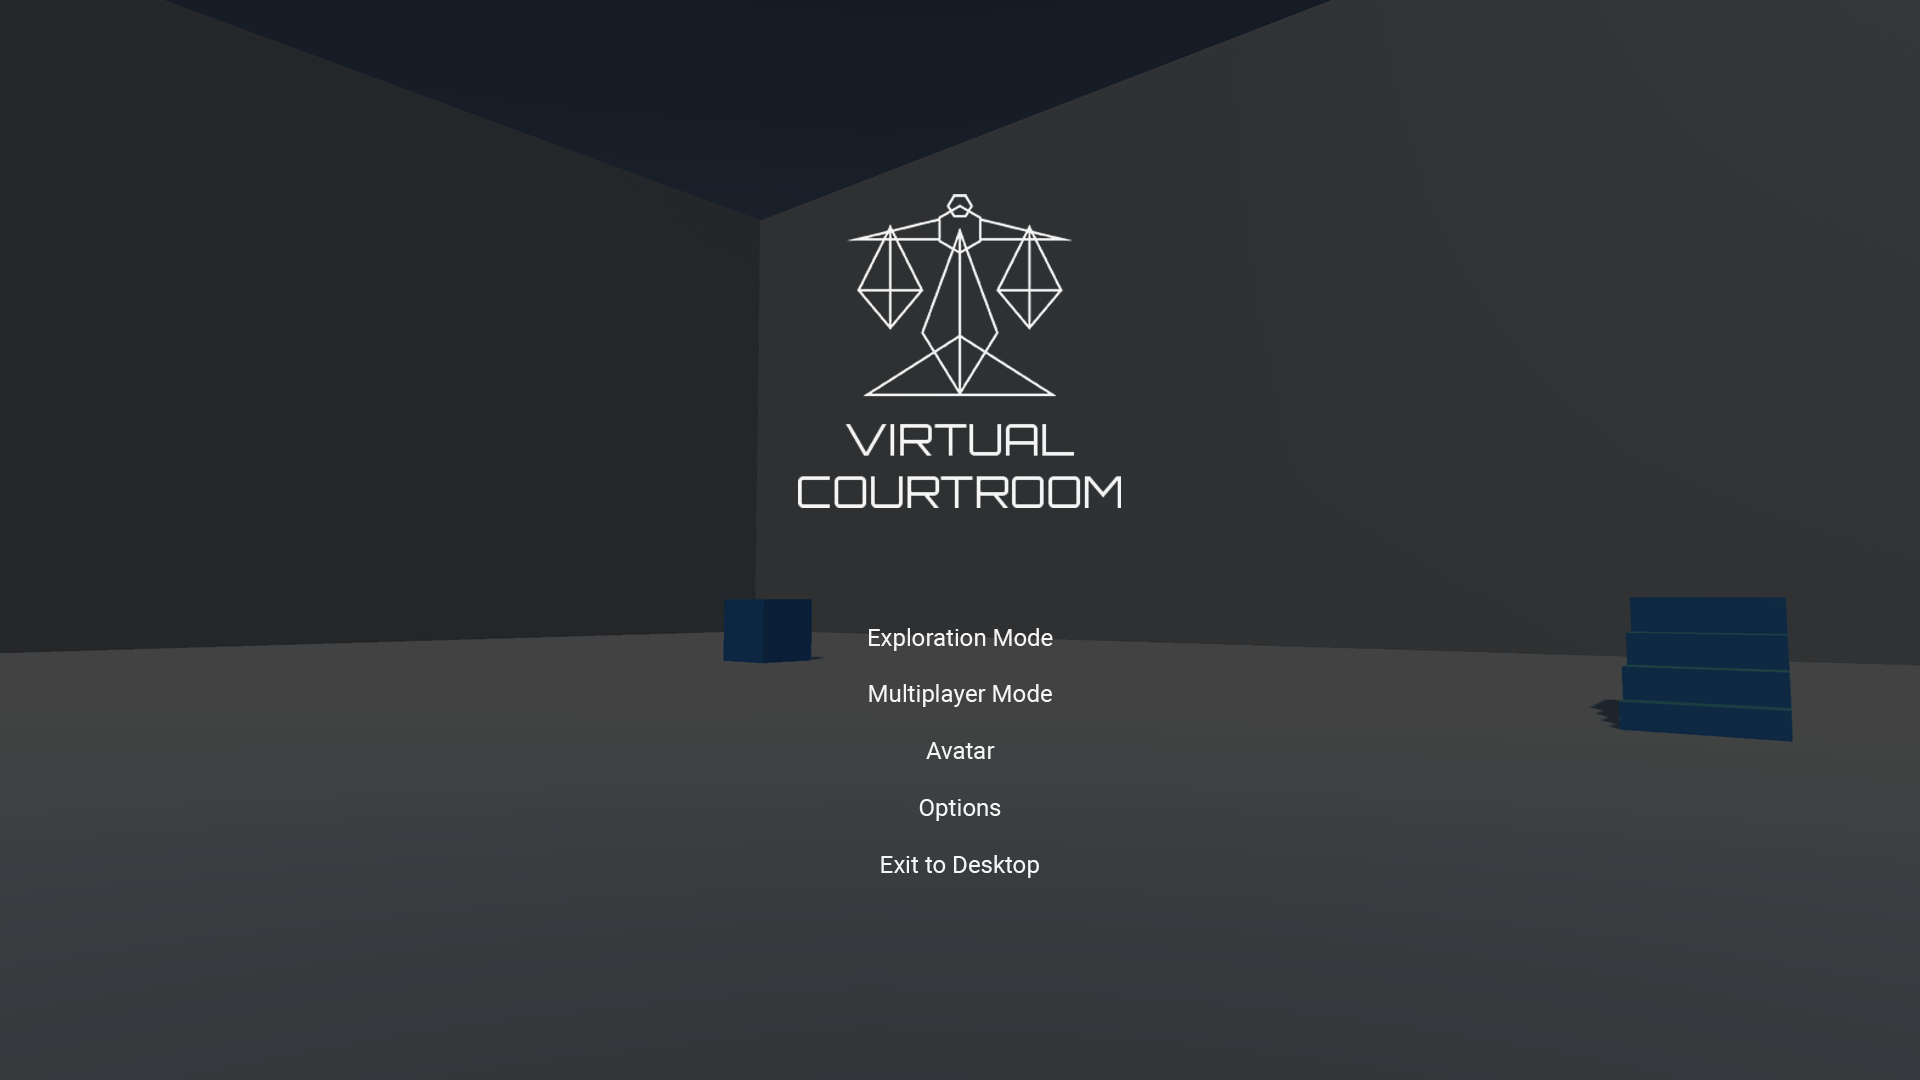 VIRTUAL
COURTROOM
Exploration Mode
Multiplayer Mode
Avatar
Options
Exit to Desktop